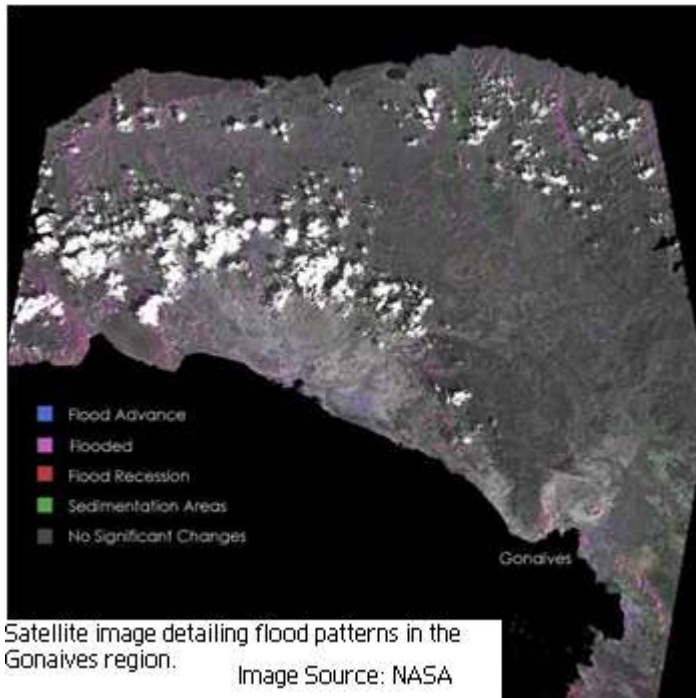 Flood Advance
Flooded
Flood Recession
Sedimentation Areas
No Significant Changes
Gonaives
Satellite image detailing flood patterns in the
Gonaives region.
Image Source: NASA